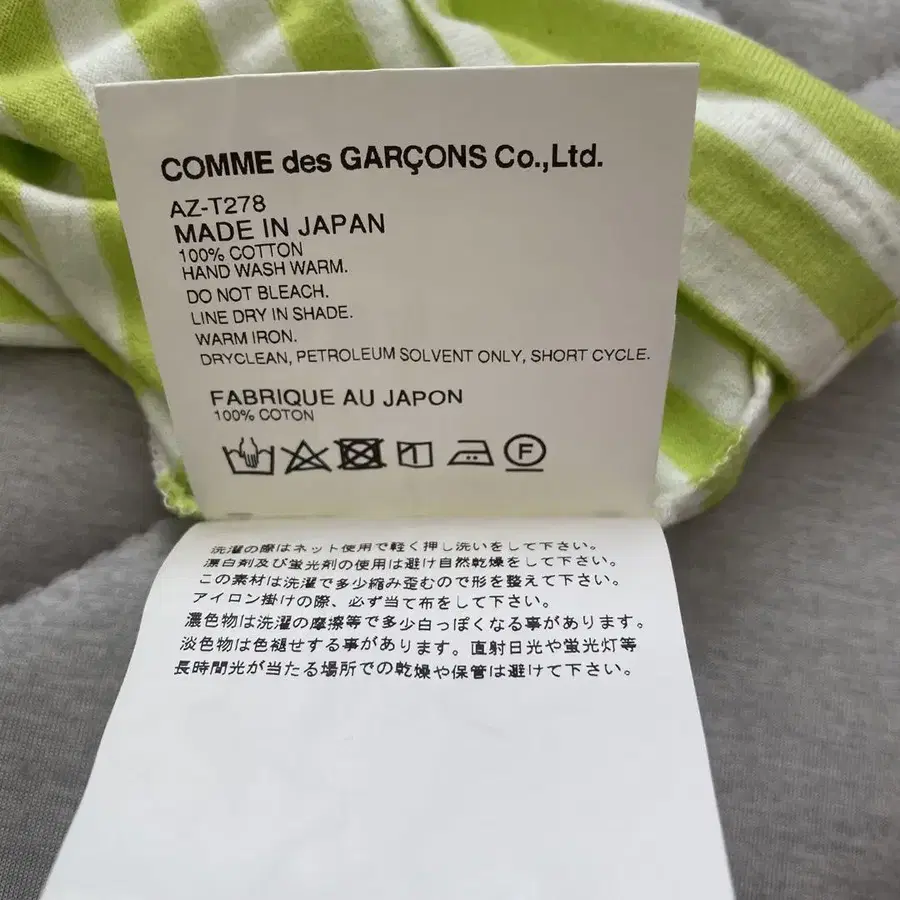 COMME des GARÇONS Co.,Ltd.
AZ-T278
MADE IN JAPAN
100% COTTON
HAND WASH WARM.
DO NOT BLEACH.
LINE DRY IN SHADE.
WARM IRON.
DRYCLEAN, PETROLEUM SOLVENT ONLY, SHORT CYCLE.
FABRIQUE AU JAPON
100% COTON
F
洗濯の際はネット使用で軽く押し洗いをして下さい。
漂白剤及び蛍光剤の使用は避け自然乾燥をして下さい。
この素材は洗濯で多少縮み歪むので形を整えて下さい。
アイロン掛けの際、必ず当て布をして下さい。
濃色物は洗濯の摩擦等で多少白っぽくなる事があります。
淡色物は色褪せする事があります。直射日光や蛍光灯等
長時間光が当たる場所での乾燥や保管は避けて下さい。